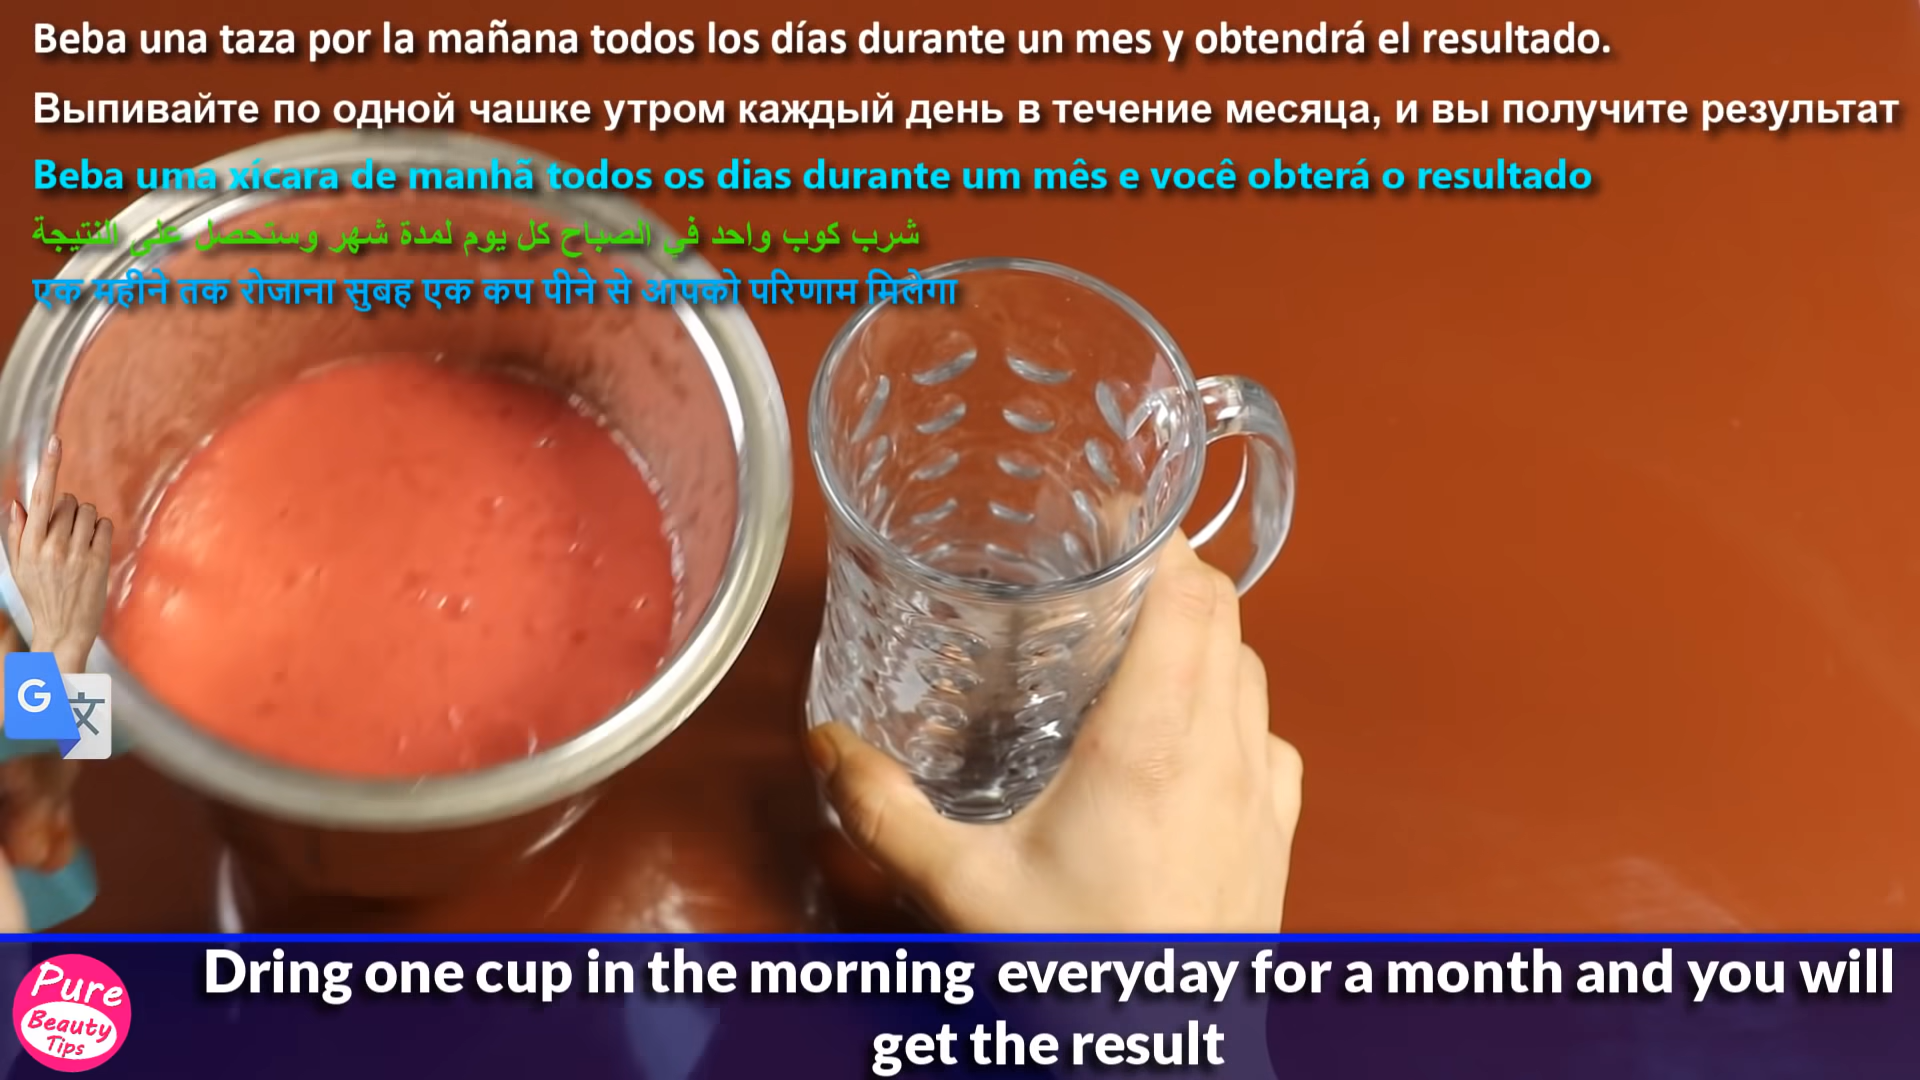 Beba una taza por la mañana todos los días durante un mes y obtendrá el resultado.
Выпивайте по одной чашке утром каждый день в течение месяца, и вы получите результат
Beba uma xícara de manhã todos os dias durante um mês e você obterá o resultado
شرب كوب واحد في الصباح كل يوم لمدة شهر وستحصل على النتيجة
एक महीने तक रोजाना सुबह एक कप पीने से आपको परिणाम मिलेगा
G 文
Dring one cup in the morning everyday for a month and you will
get the result
Pure
Beauty
Tips